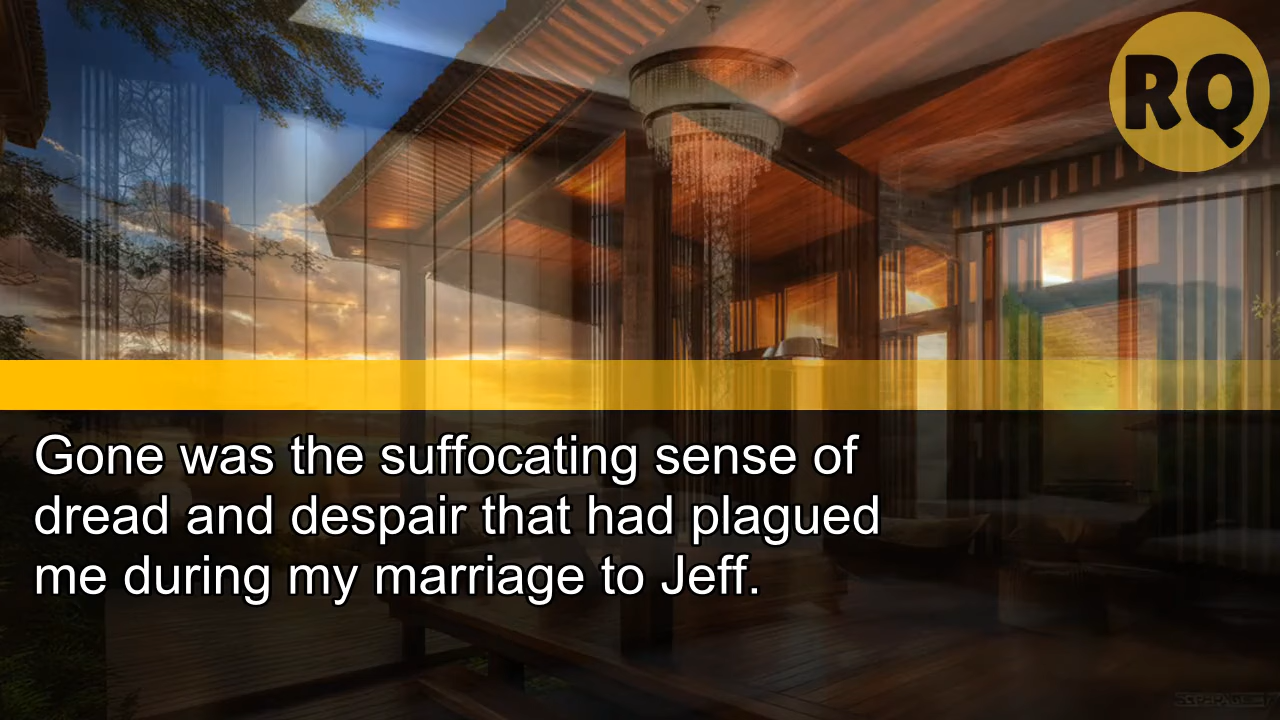 RQ
Gone was the suffocating sense of
dread and despair that had plagued
me during my marriage to Jeff.